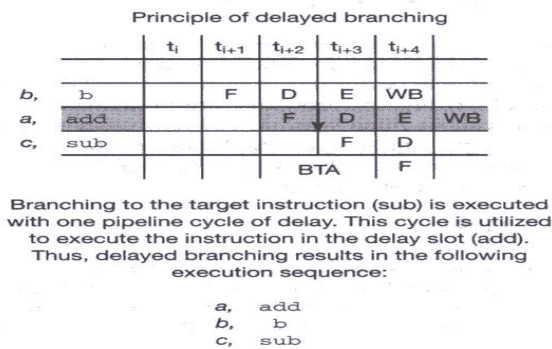 Principle of delayed branching
tᵢ tᵢ₊₁ tᵢ₊₂ tᵢ₊₃ tᵢ₊₄
b, b F D E WB
a, add F D E WB
c, sub F D
BTA F
Branching to the target instruction (sub) is executed
with one pipeline cycle of delay. This cycle is utilized
to execute the instruction in the delay slot (add).
Thus, delayed branching results in the following
execution sequence:
a, add
b, b
c, sub